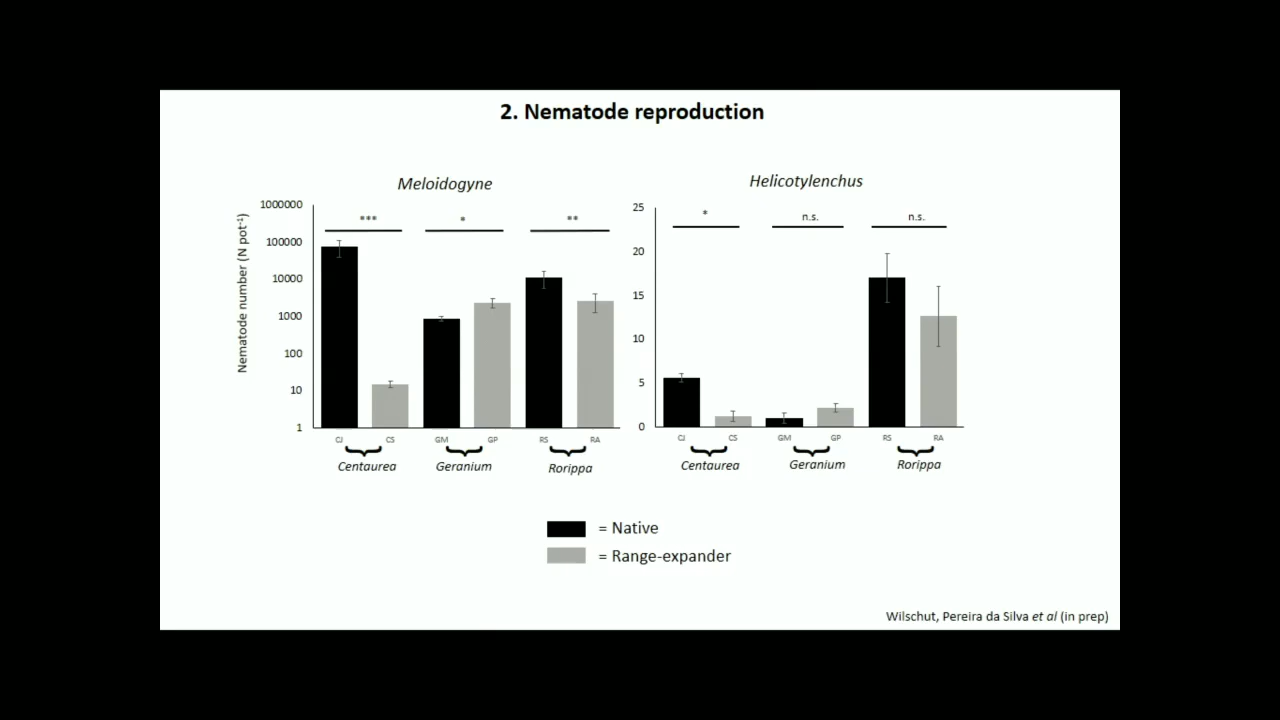 2. Nematode reproduction
Meloidogyne
Nematode number (N pot⁻¹)
1000000
100000
10000
1000
100
10
1
***
*
**
CJ CS GM GP RS RA
Centaurea Geranium Rorippa
Helicotylenchus
25
20
15
10
5
0
*
n.s.
n.s.
CJ CS GM GP RS RA
Centaurea Geranium Rorippa
= Native
= Range-expander
Wilschut, Pereira da Silva et al (in prep)